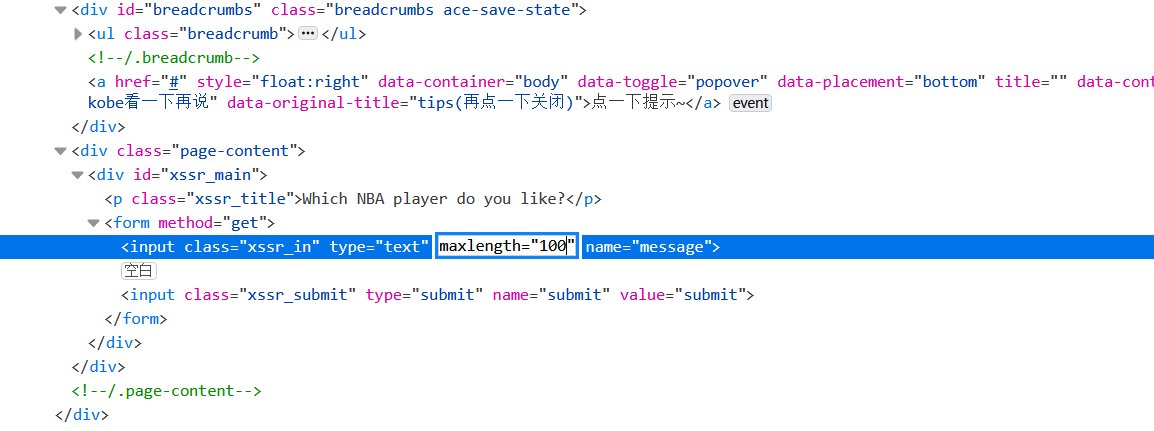 <div id="breadcrumbs" class="breadcrumbs ace-save-state">
<ul class="breadcrumb">⋯</ul>
<!--/.breadcrumb-->
<a href="#" style="float:right" data-container="body" data-toggle="popover" data-placement="bottom" title="" data-cont
kobe看一下再说" data-original-title="tips(再点一下关闭)">点一下提示~</a> event
</div>
<div class="page-content">
<div id="xssr_main">
<p class="xssr_title">Which NBA player do you like?</p>
<form method="get">
<input class="xssr_in" type="text" maxlength="100" name="message">
空白
<input class="xssr_submit" type="submit" name="submit" value="submit">
</form>
</div>
</div>
<!--/.page-content-->
</div>